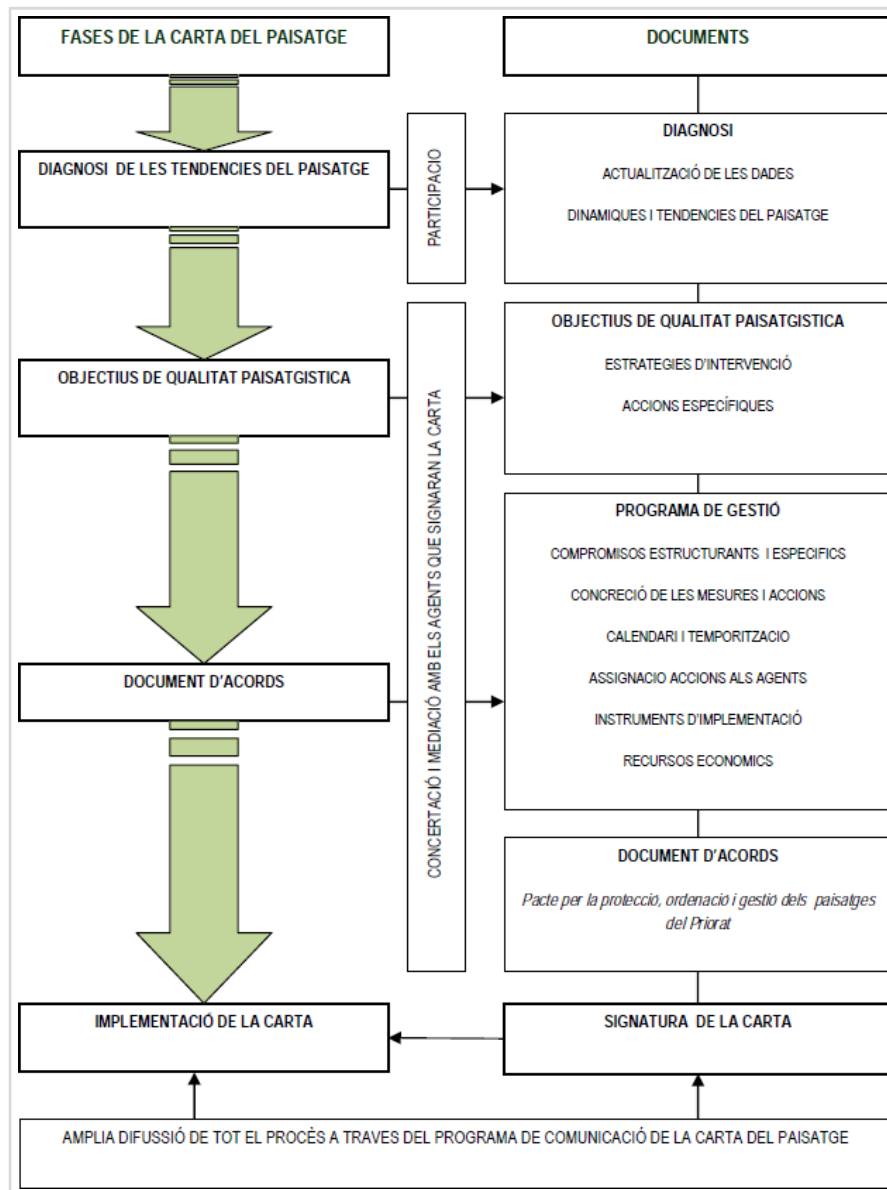 FASES DE LA CARTA DEL PAISATGE
DOCUMENTS
DIAGNOSI DE LES TENDENCIES DEL PAISATGE
PARTICIPACIO
DIAGNOSI
ACTUALITZACIÓ DE LES DADES
DINAMIQUES I TENDENCIES DEL PAISATGE
OBJECTIUS DE QUALITAT PAISATGISTICA
CONCERTACIÓ I MEDIACIÓ AMB ELS AGENTS QUE SIGNARAN LA CARTA
OBJECTIUS DE QUALITAT PAISATGISTICA
ESTRATEGIES D'INTERVENCIÓ
ACCIONS ESPECÍFIQUES
PROGRAMA DE GESTIÓ
COMPROMISOS ESTRUCTURANTS I ESPECIFICS
CONCRECIÓ DE LES MESURES I ACCIONS
CALENDARI I TEMPORITZACIO
ASSIGNACIO ACCIONS ALS AGENTS
INSTRUMENTS D'IMPLEMENTACIÓ
RECURSOS ECONOMICS
DOCUMENT D'ACORDS
DOCUMENT D'ACORDS
Pacte per la protecció, ordenació i gestió dels paisatges
del Priorat
IMPLEMENTACIÓ DE LA CARTA
SIGNATURA DE LA CARTA
AMPLIA DIFUSSIÓ DE TOT EL PROCÈS A TRAVES DEL PROGRAMA DE COMUNICACIÓ DE LA CARTA DEL PAISATGE